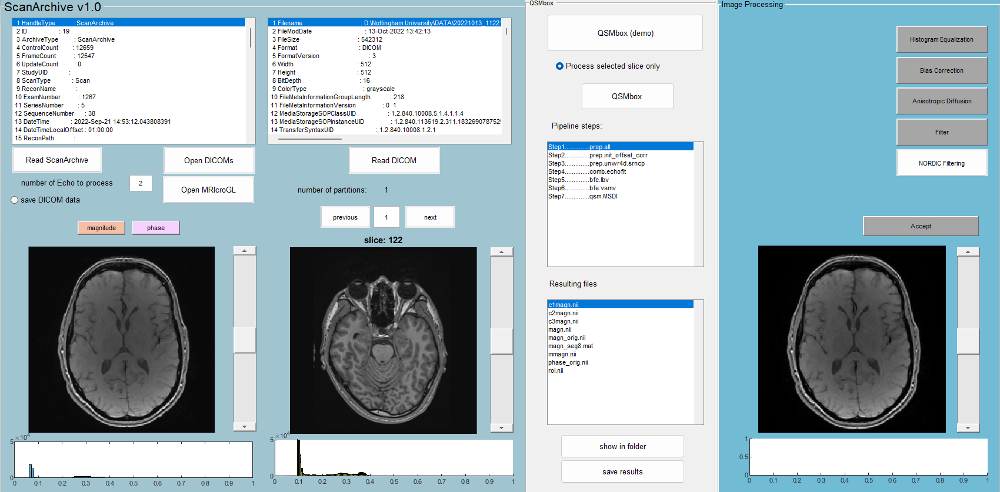 ScanArchive v1.0
1 HandleType : ScanArchive
2 ID : 19
3 ArchiveType : ScanArchive
4 ControlCount : 12659
5 FrameCount : 12547
6 UpdateCount : 0
7 StudyUID :
8 ScanType : Scan
9 ReconName :
10 ExamNumber : 1267
11 SeriesNumber : 5
12 SequenceNumber : 38
13 DateTime : 2022-Sep-21 14:53:12.043808391
14 DateTimeLocalOffset : 01:00:00
15 ReconPath :
Read ScanArchive
Open DICOMs
number of Echo to process 2
Open MRIcroGL
save DICOM data
magnitude
phase
5 ×10^4
0
0 0.1 0.2 0.3 0.4 0.5 0.6 0.7 0.8 0.9 1
1 Filename : D:\Nottingham University\DATA\20221013_11221
2 FileModDate : 13-Oct-2022 13:42:13
3 FileSize : 542312
4 Format : DICOM
5 FormatVersion : 3
6 Width : 512
7 Height : 512
8 BitDepth : 16
9 ColorType : grayscale
10 FileMetaInformationGroupLength : 218
11 FileMetaInformationVersion : 0 1
12 MediaStorageSOPClassUID : 1.2.840.10008.5.1.4.1.1.4
13 MediaStorageSOPInstanceUID : 1.2.840.113619.2.311.1832690787529
14 TransferSyntaxUID : 1.2.840.10008.1.2.1
Read DICOM
number of partitions: 1
previous 1 next
slice: 122
5 ×10^4
0
0 0.1 0.2 0.3 0.4 0.5 0.6 0.7 0.8 0.9 1
QSMbox
QSMbox (demo)
Process selected slice only
QSMbox
Pipeline steps:
Step1.............prep.all
Step2.............prep.init_offset_corr
Step3.............prep.unwr4d.srncp
Step4.............comb.echofit
Step5.............bfe.lbv
Step6.............bfe.vsmv
Step7.............qsm.MSDI
Resulting files
c1magn.nii
c2magn.nii
c3magn.nii
magn.nii
magn_orig.nii
magn_seg8.mat
mmagn.nii
phase_orig.nii
roi.nii
show in folder
save results
Image Processing
Histogram Equalization
Bias Correction
Anisotropic Diffusion
Filter
NORDIC Filtering
Accept
1
0.5
0
0 0.1 0.2 0.3 0.4 0.5 0.6 0.7 0.8 0.9 1